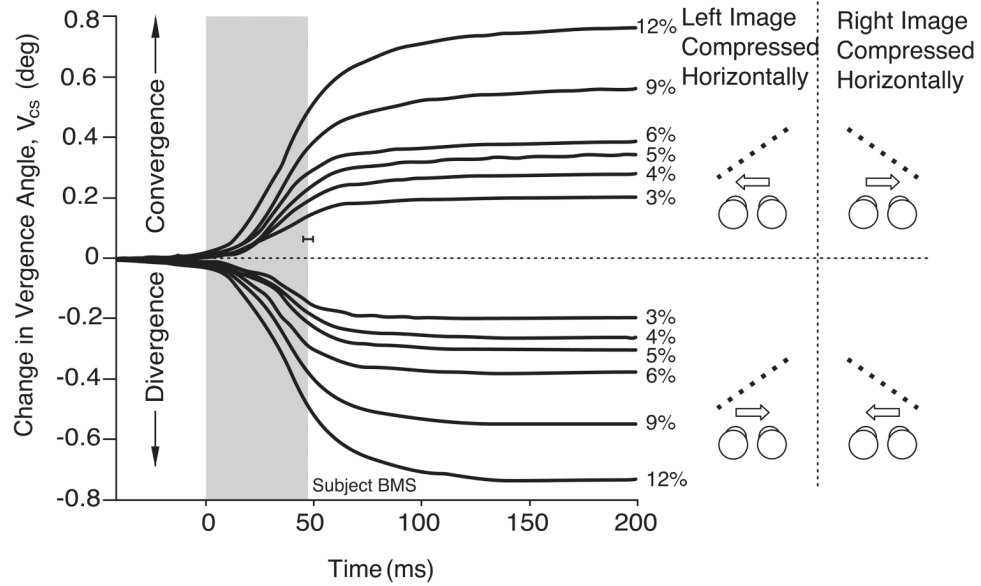 Change in Vergence Angle, Vcs (deg)
Convergence
Divergence
0.8
0.6
0.4
0.2
0
-0.2
-0.4
-0.6
-0.8
12%
9%
6%
5%
4%
3%
3%
4%
5%
6%
9%
12%
Subject BMS
0
50
100
150
200
Time (ms)
Left Image
Compressed
Horizontally
Right Image
Compressed
Horizontally